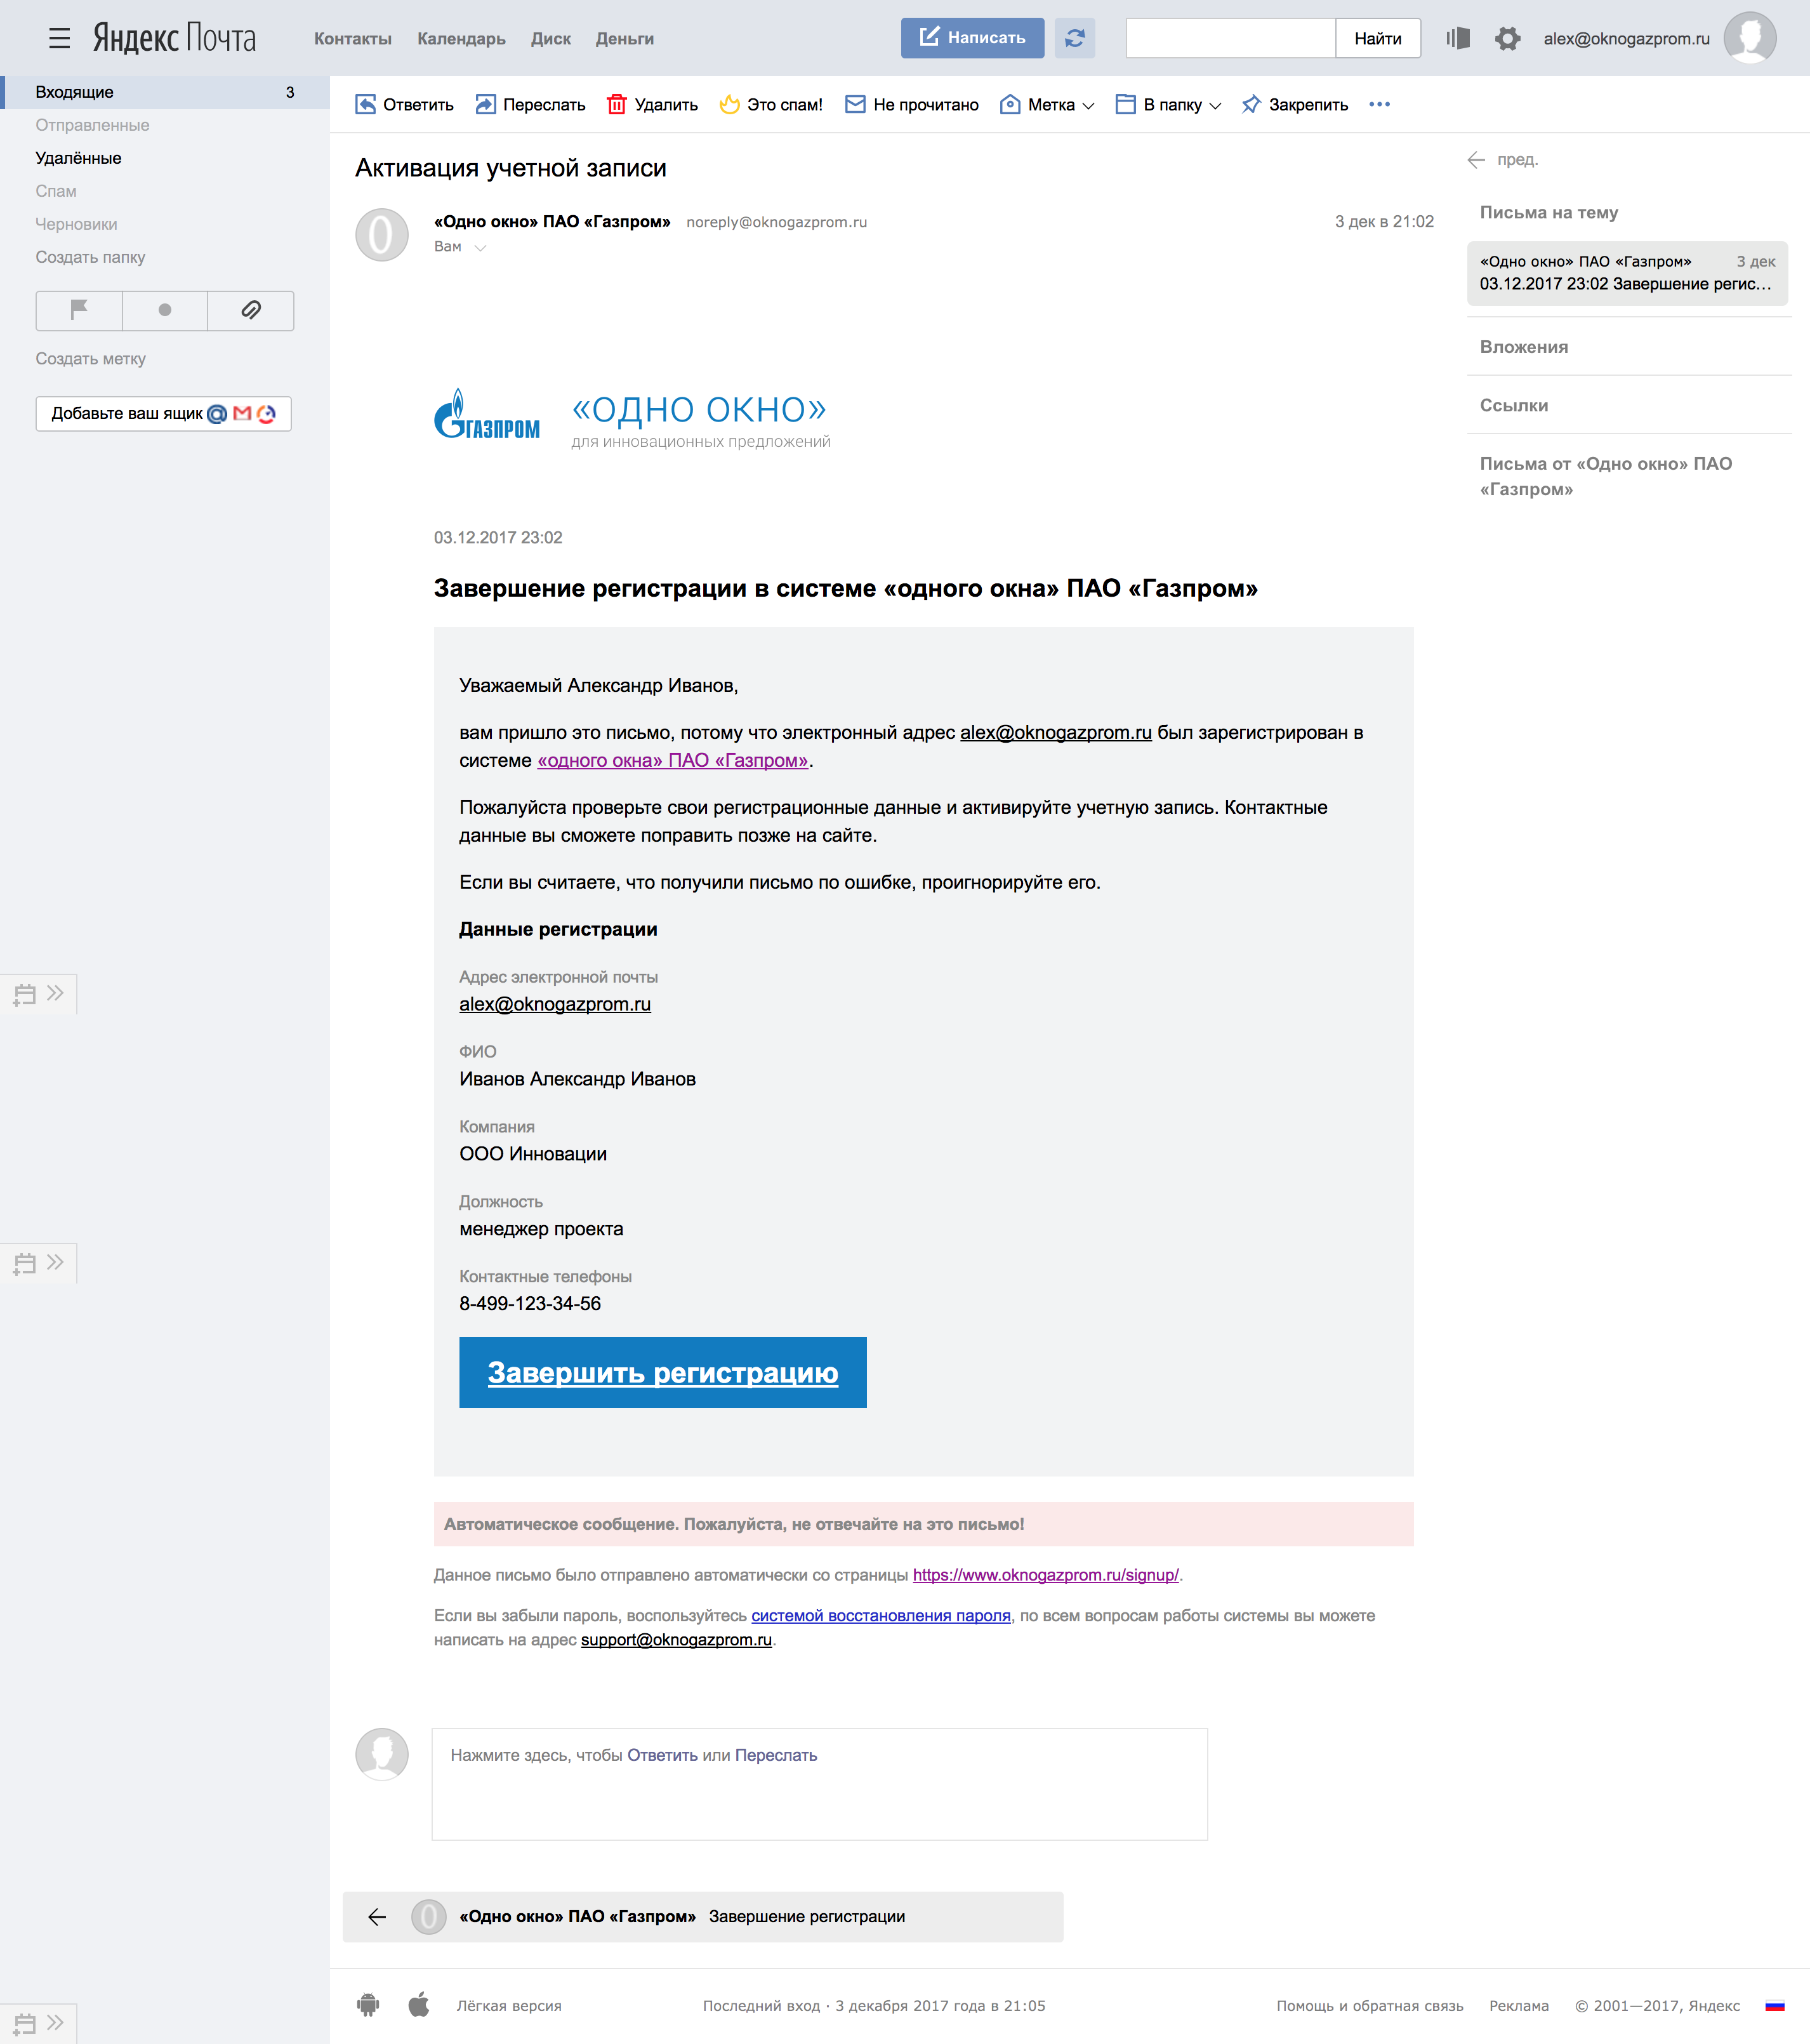 Яндекс Почта
Контакты Календарь Диск Деньги
Написать
Найти
alex@oknogazprom.ru
Входящие 3
Отправленные
Удалённые
Спам
Черновики
Создать папку
Создать метку
Добавьте ваш ящик
Ответить Переслать Удалить Это спам! Не прочитано Метка В папку Закрепить
Активация учетной записи
«Одно окно» ПАО «Газпром» noreply@oknogazprom.ru 3 дек в 21:02
Вам
ГАЗПРОМ
«ОДНО ОКНО»
для инновационных предложений
03.12.2017 23:02
Завершение регистрации в системе «одного окна» ПАО «Газпром»
Уважаемый Александр Иванов,
вам пришло это письмо, потому что электронный адрес alex@oknogazprom.ru был зарегистрирован в
системе «одного окна» ПАО «Газпром».
Пожалуйста проверьте свои регистрационные данные и активируйте учетную запись. Контактные
данные вы сможете поправить позже на сайте.
Если вы считаете, что получили письмо по ошибке, проигнорируйте его.
Данные регистрации
Адрес электронной почты
alex@oknogazprom.ru
ФИО
Иванов Александр Иванов
Компания
ООО Инновации
Должность
менеджер проекта
Контактные телефоны
8-499-123-34-56
Завершить регистрацию
Автоматическое сообщение. Пожалуйста, не отвечайте на это письмо!
Данное письмо было отправлено автоматически со страницы https://www.oknogazprom.ru/signup/.
Если вы забыли пароль, воспользуйтесь системой восстановления пароля, по всем вопросам работы системы вы можете
написать на адрес support@oknogazprom.ru.
Нажмите здесь, чтобы Ответить или Переслать
«Одно окно» ПАО «Газпром» Завершение регистрации
пред.
Письма на тему
«Одно окно» ПАО «Газпром» 3 дек
03.12.2017 23:02 Завершение регис...
Вложения
Ссылки
Письма от «Одно окно» ПАО
«Газпром»
Лёгкая версия
Последний вход · 3 декабря 2017 года в 21:05
Помощь и обратная связь Реклама © 2001—2017, Яндекс